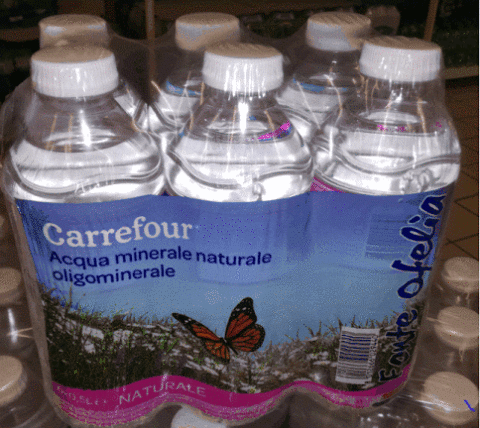 Carrefour
Acqua minerale naturale
oligominerale
Fonte Ofelia
NATURALE